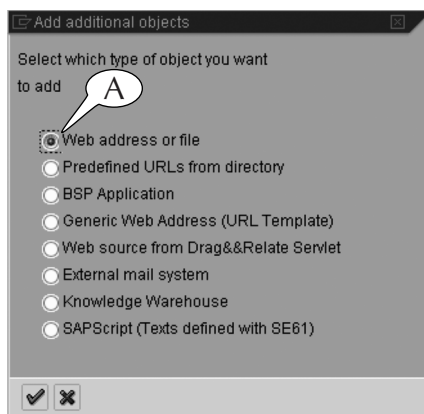 Add additional objects
Select which type of object you want
to add
A
Web address or file
Predefined URLs from directory
BSP Application
Generic Web Address (URL Template)
Web source from Drag&&Relate Servlet
External mail system
Knowledge Warehouse
SAPScript (Texts defined with SE61)